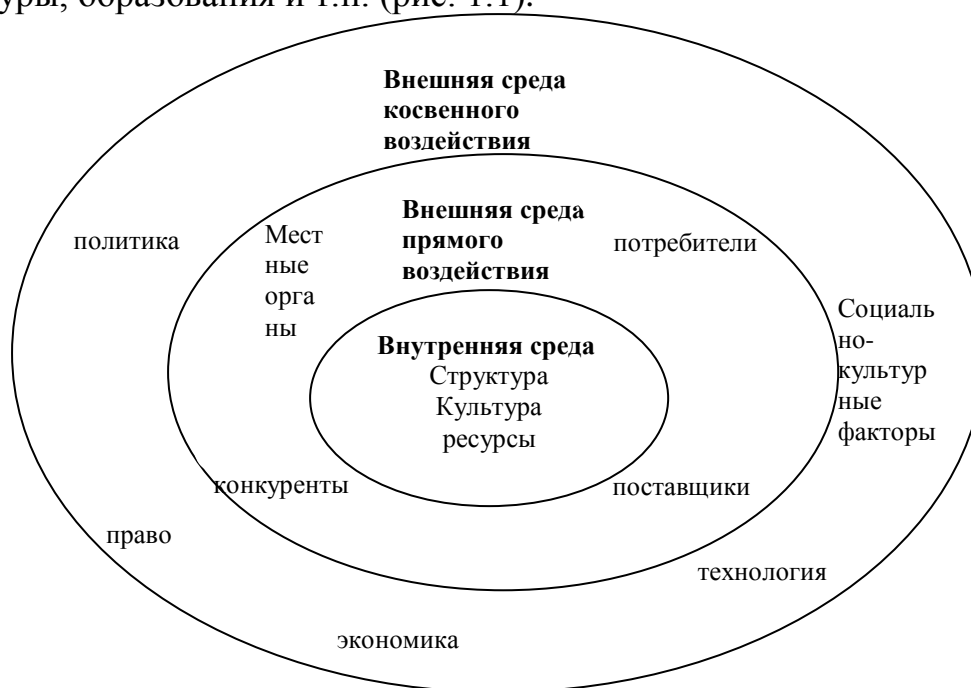 уры, образования и т.п. (рис. 1.1).
Внешняя среда
косвенного
воздействия
Внешняя среда
прямого
воздействия
политика
Мест
ные
орга
ны
потребители
Социаль
но-
культур
ные
факторы
Внутренняя среда
Структура
Культура
ресурсы
конкуренты
поставщики
право
технология
экономика